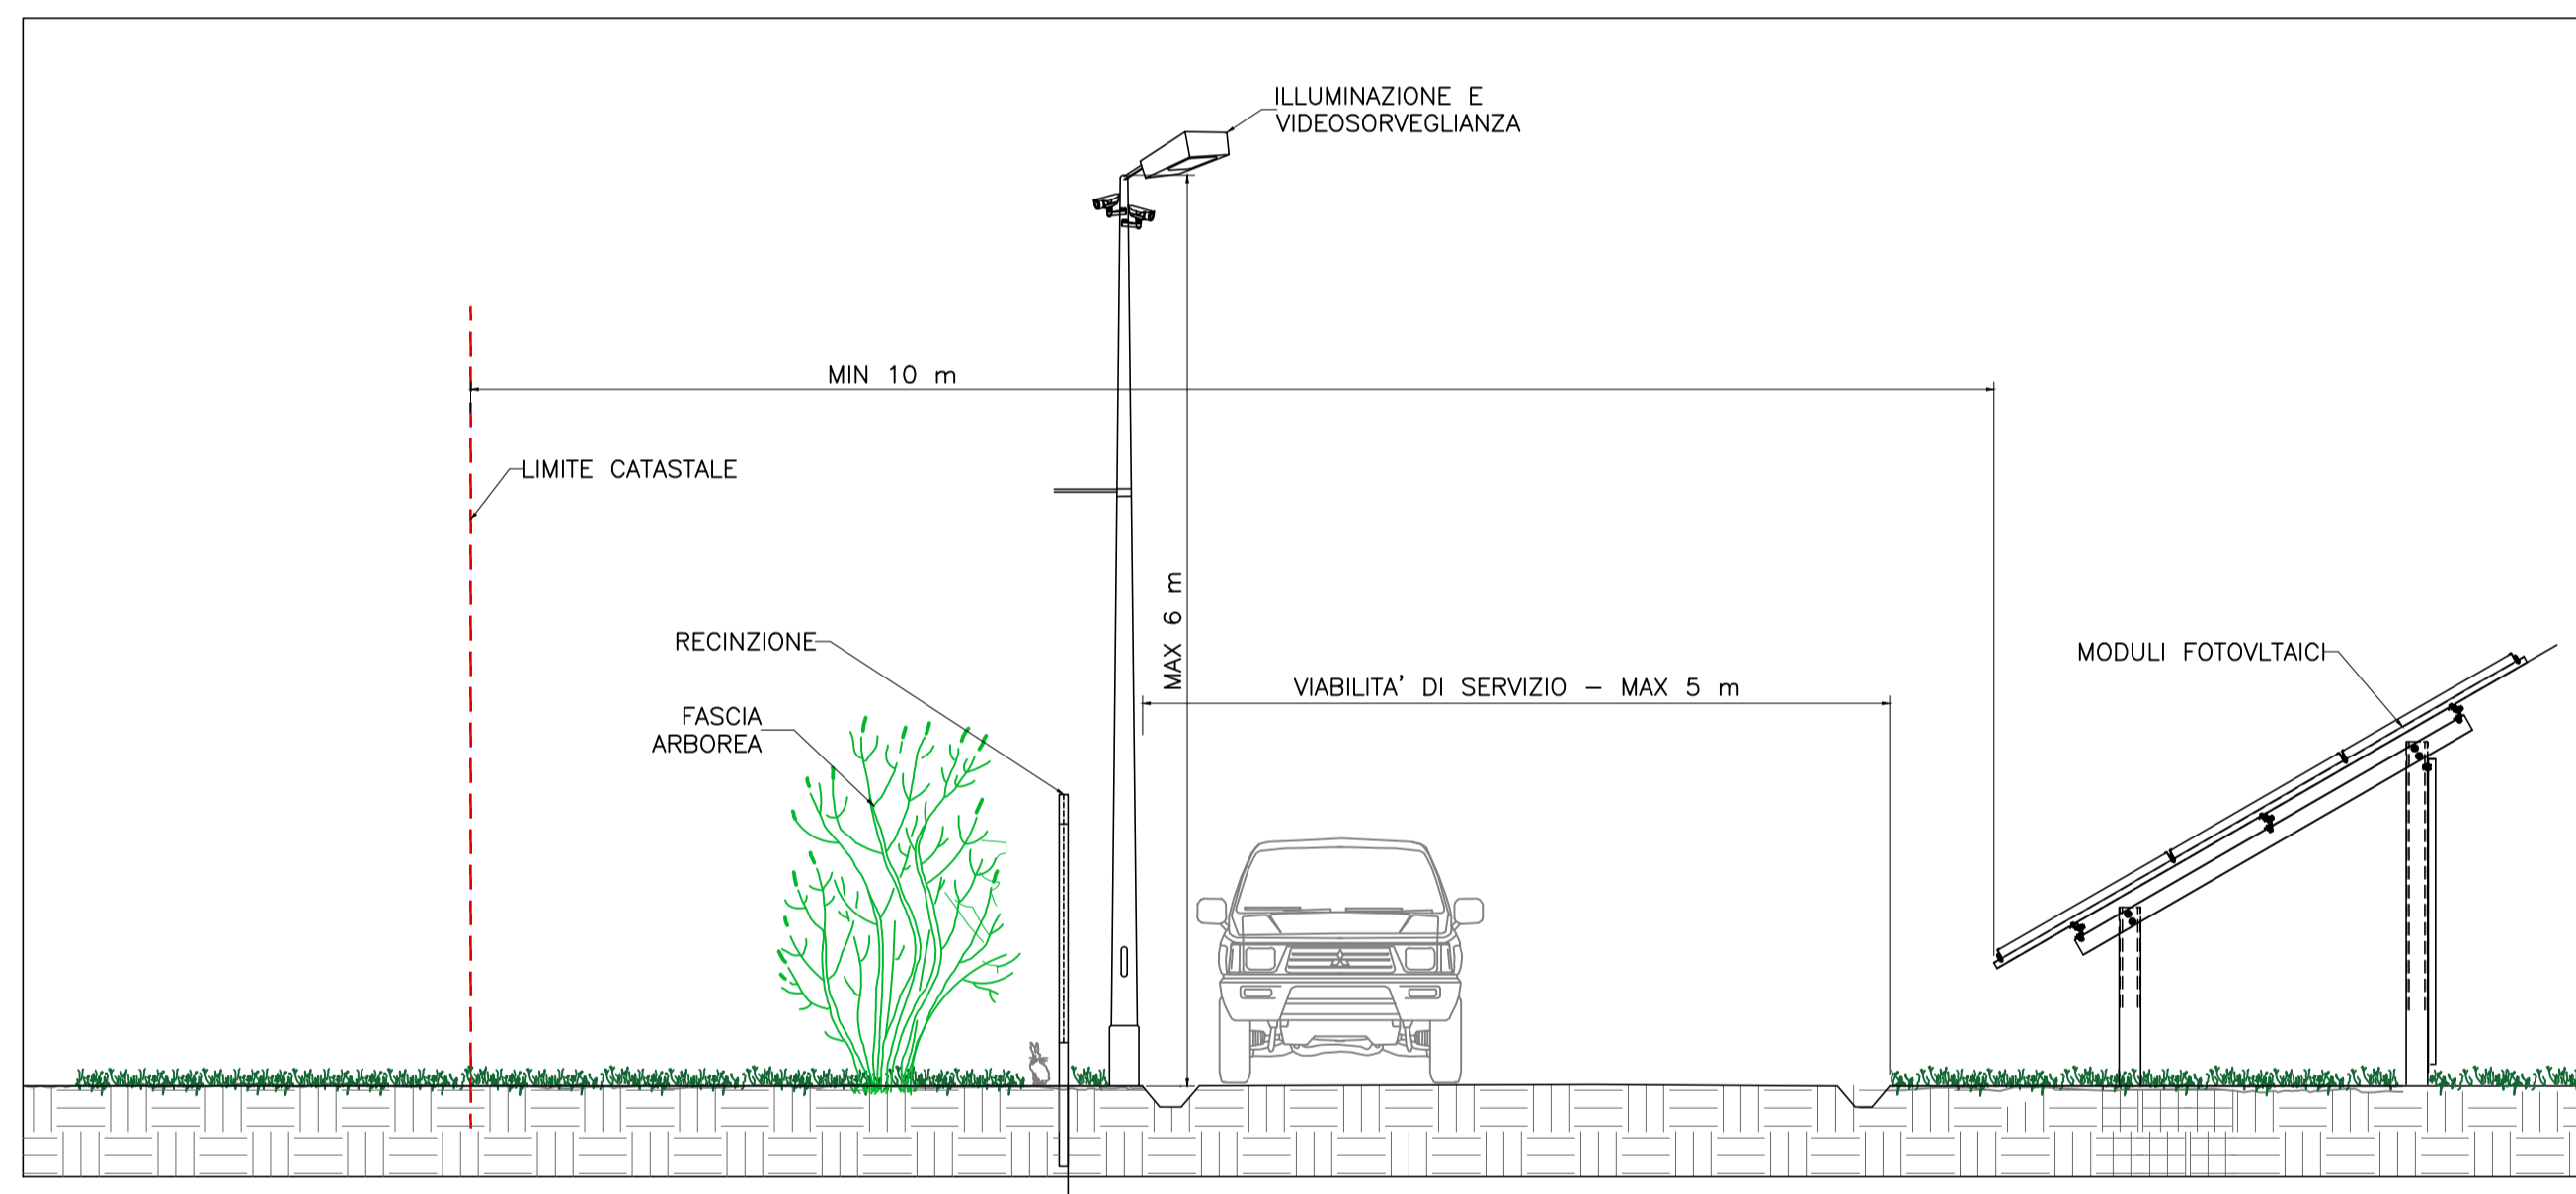 ILLUMINAZIONE E
VIDEOSORVEGLIANZA
MIN 10 m
LIMITE CATASTALE
MAX 6 m
RECINZIONE
MODULI FOTOVLTAICI
VIABILITA' DI SERVIZIO – MAX 5 m
FASCIA
ARBOREA